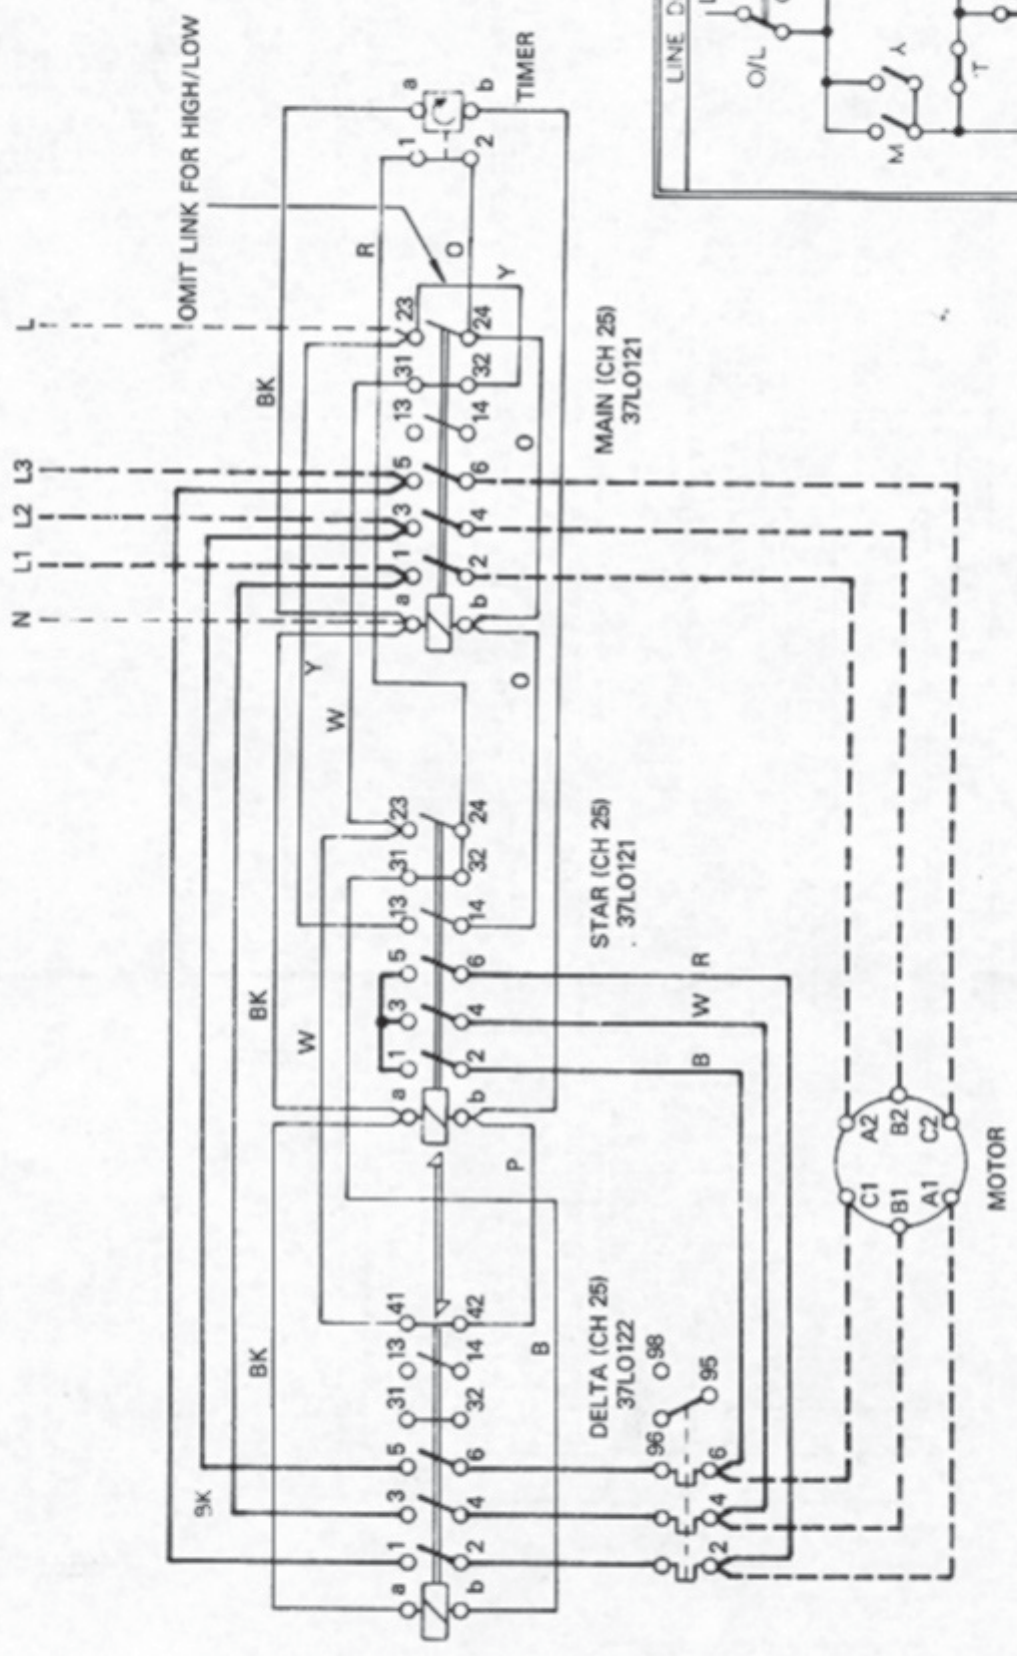 N L1 L2 L3 L
OMIT LINK FOR HIGH/LOW
BK BK BK
W Y W R
a 1 3 5 31 13 41
a 1 3 5 13 31 23
a 1 3 5 13 31 23
1 a
O
b 2 4 6 32 14 42
b 2 4 6 14 32 24
b 2 4 6 14 32 24
2 b
P O O Y
B
TIMER
DELTA (CH 25)
37LO122
STAR (CH 25)
37LO121
MAIN (CH 25)
37LO121
96 98
95
2 4 6
B W R
C1 A2
B1 B2
A1 C2
MOTOR
LINE D
O/L
M
T